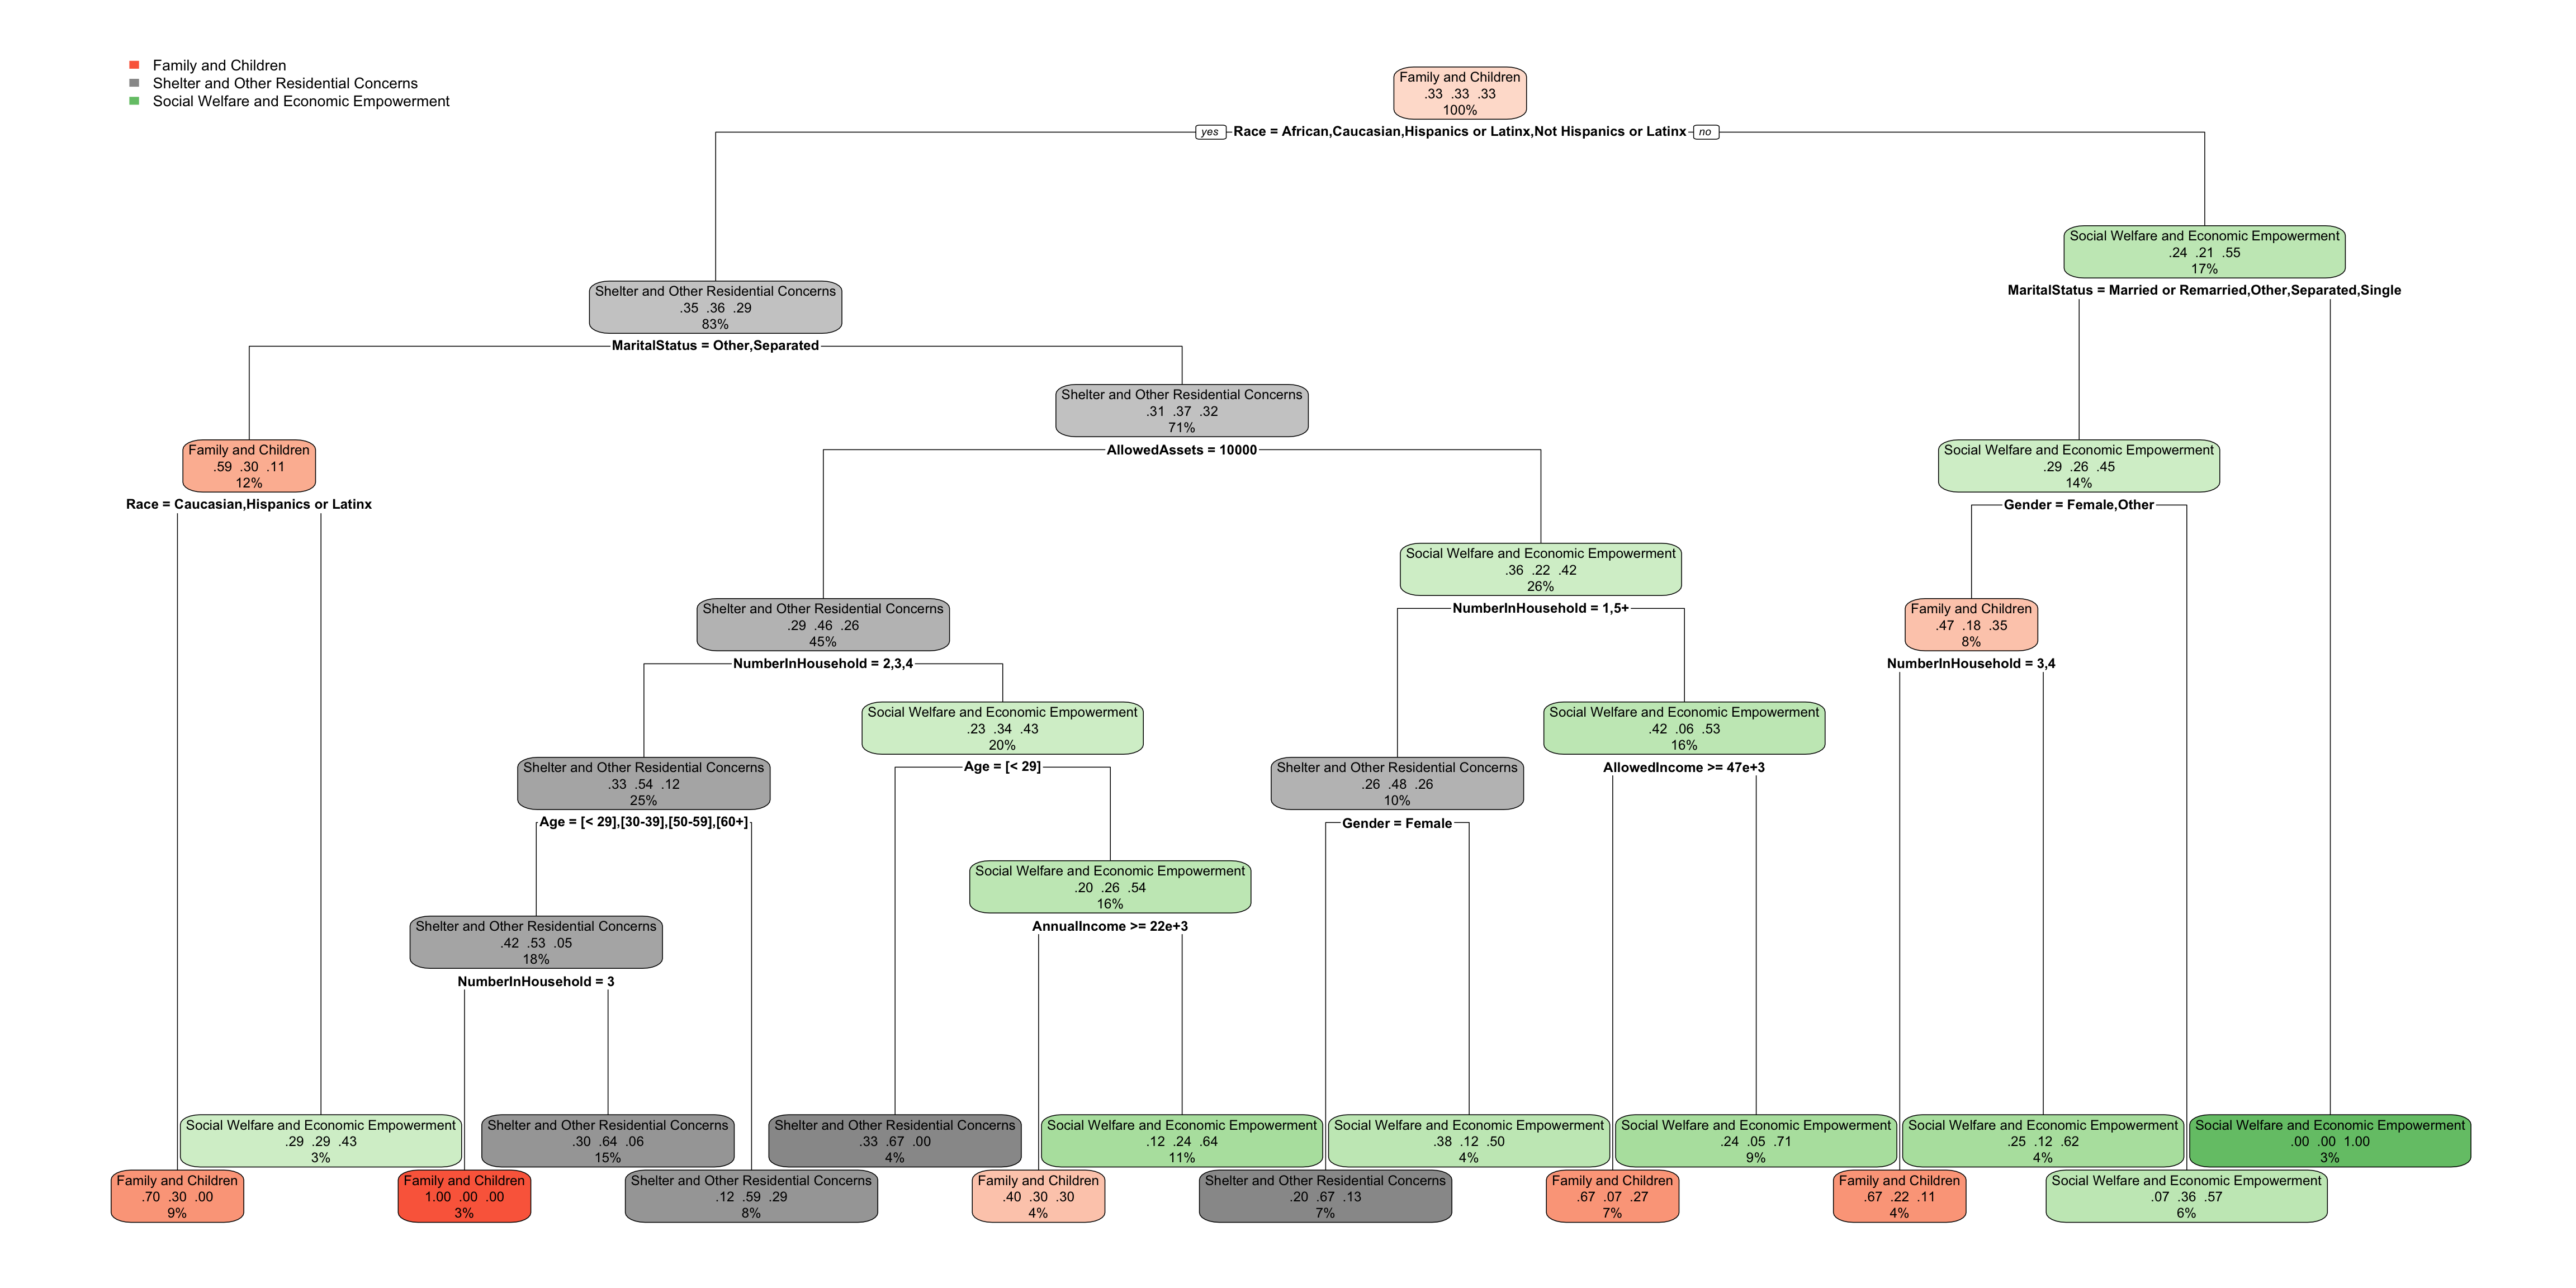 Family and Children
Shelter and Other Residential Concerns
Social Welfare and Economic Empowerment
Family and Children
.33 .33 .33
100%
yes Race = African,Caucasian,Hispanics or Latinx,Not Hispanics or Latinx no
Social Welfare and Economic Empowerment
.24 .21 .55
17%
MaritalStatus = Married or Remarried,Other,Separated,Single
Shelter and Other Residential Concerns
.35 .36 .29
83%
MaritalStatus = Other,Separated
Shelter and Other Residential Concerns
.31 .37 .32
71%
AllowedAssets = 10000
Family and Children
.59 .30 .11
12%
Race = Caucasian,Hispanics or Latinx
Social Welfare and Economic Empowerment
.29 .26 .45
14%
Gender = Female,Other
Social Welfare and Economic Empowerment
.36 .22 .42
26%
NumberInHousehold = 1,5+
Shelter and Other Residential Concerns
.29 .46 .26
45%
NumberInHousehold = 2,3,4
Family and Children
.47 .18 .35
8%
NumberInHousehold = 3,4
Social Welfare and Economic Empowerment
.23 .34 .43
20%
Age = [< 29]
Social Welfare and Economic Empowerment
.42 .06 .53
16%
AllowedIncome >= 47e+3
Shelter and Other Residential Concerns
.33 .54 .12
25%
Age = [< 29],[30-39],[50-59],[60+]
Shelter and Other Residential Concerns
.26 .48 .26
10%
Gender = Female
Social Welfare and Economic Empowerment
.20 .26 .54
16%
AnnualIncome >= 22e+3
Shelter and Other Residential Concerns
.42 .53 .05
18%
NumberInHousehold = 3
Social Welfare and Economic Empowerment
.29 .29 .43
3%
Shelter and Other Residential Concerns
.30 .64 .06
15%
Shelter and Other Residential Concerns
.33 .67 .00
4%
Social Welfare and Economic Empowerment
.12 .24 .64
11%
Social Welfare and Economic Empowerment
.38 .12 .50
4%
Social Welfare and Economic Empowerment
.24 .05 .71
9%
Social Welfare and Economic Empowerment
.25 .12 .62
4%
Social Welfare and Economic Empowerment
.00 .00 1.00
3%
Family and Children
.70 .30 .00
9%
Family and Children
1.00 .00 .00
3%
Shelter and Other Residential Concerns
.12 .59 .29
8%
Family and Children
.40 .30 .30
4%
Shelter and Other Residential Concerns
.20 .67 .13
7%
Family and Children
.67 .07 .27
7%
Family and Children
.67 .22 .11
4%
Social Welfare and Economic Empowerment
.07 .36 .57
6%